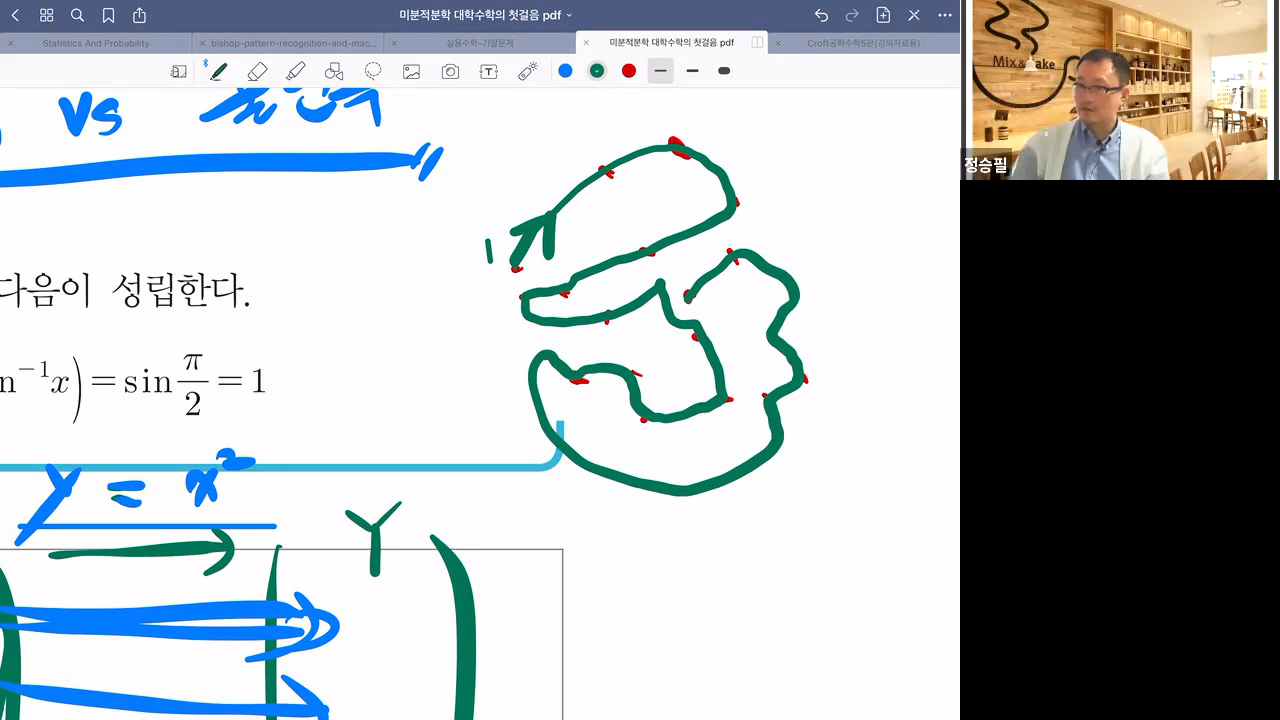 미분적분학 대학수학의 첫걸음 pdf
Statistics And Probability
bishop-pattern-recognition-and-mac...
실용수학-기말문제
미분적분학 대학수학의 첫걸음 pdf
Croft공학수학5판(강의자료용)
Mix & Bake
정승필
vs
1
다음이 성립한다.
n⁻¹x) = sin π/2 = 1
y = x²
Y